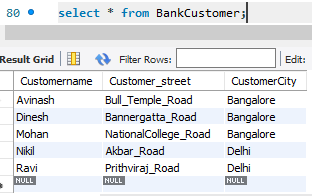 80 select * from BankCustomer;
Result Grid Filter Rows: Edit:
Customername Customer_street CustomerCity
Avinash Bull_Temple_Road Bangalore
Dinesh Bannergatta_Road Bangalore
Mohan NationalCollege_Road Bangalore
Nikil Akbar_Road Delhi
Ravi Prithviraj_Road Delhi
NULL NULL NULL